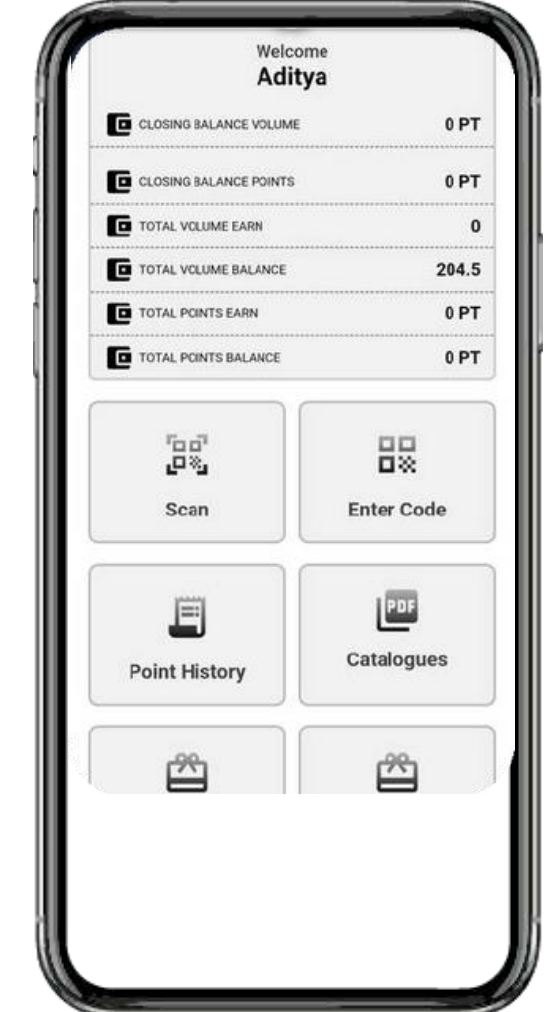 Welcome
Aditya
CLOSING BALANCE VOLUME 0 PT
CLOSING BALANCE POINTS 0 PT
TOTAL VOLUME EARN 0
TOTAL VOLUME BALANCE 204.5
TOTAL POINTS EARN 0 PT
TOTAL POINTS BALANCE 0 PT
Scan Enter Code
PDF
Point History Catalogues